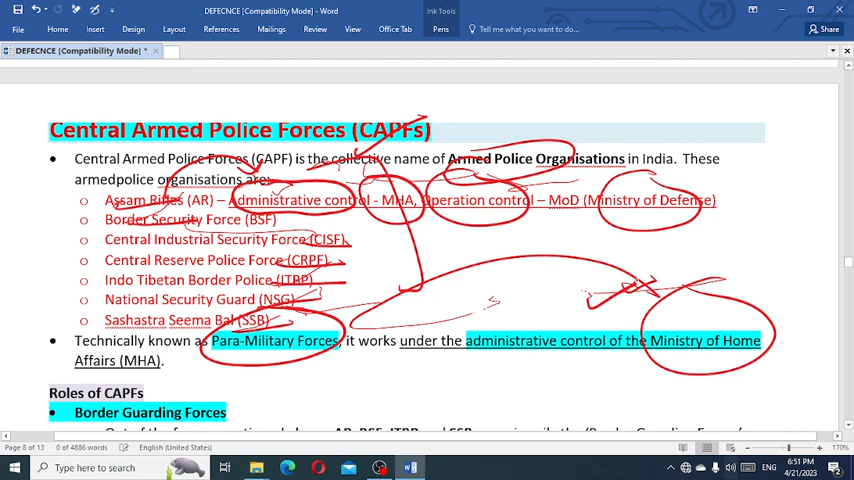 DEFECNCE [Compatibility Mode] - Word
Ink Tools
File Home Insert Design Layout References Mailings Review View Office Tab Pens Tell me what you want to do... Share
DEFECNCE [Compatibility Mode] *
Central Armed Police Forces (CAPFs)
• Central Armed Police Forces (CAPF) is the collective name of Armed Police Organisations in India. These
armedpolice organisations are:
o Assam Rifles (AR) – Administrative control - MHA, Operation control – MoD (Ministry of Defense)
o Border Security Force (BSF)
o Central Industrial Security Force (CISF)
o Central Reserve Police Force (CRPF)
o Indo Tibetan Border Police (ITBP)
o National Security Guard (NSG)
o Sashastra Seema Bal (SSB)
• Technically known as Para-Military Forces, it works under the administrative control of the Ministry of Home
Affairs (MHA).
Roles of CAPFs
• Border Guarding Forces
Page 8 of 13 0 of 4896 words English (United States) 170%
Type here to search
ENG
6:51 PM
4/21/2023